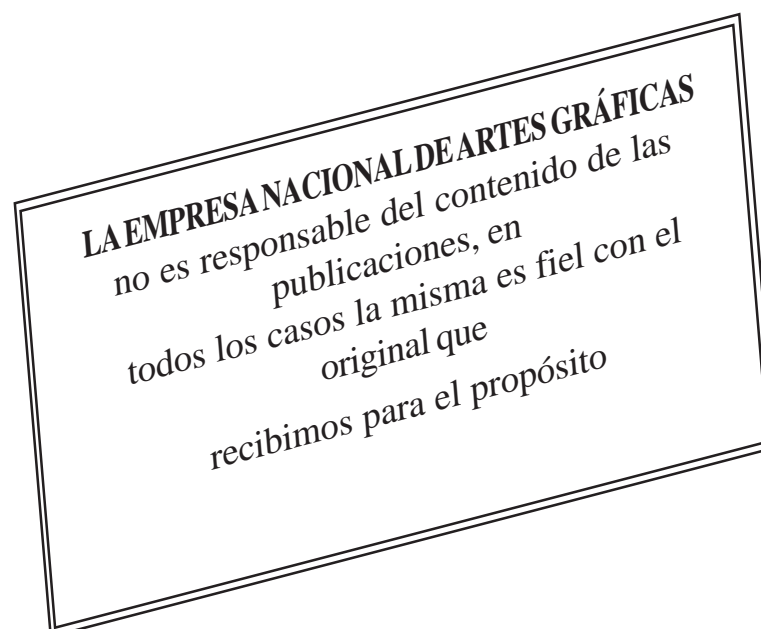 LA EMPRESA NACIONAL DE ARTES GRÁFICAS
no es responsable del contenido de las
publicaciones, en
todos los casos la misma es fiel con el
original que
recibimos para el propósito